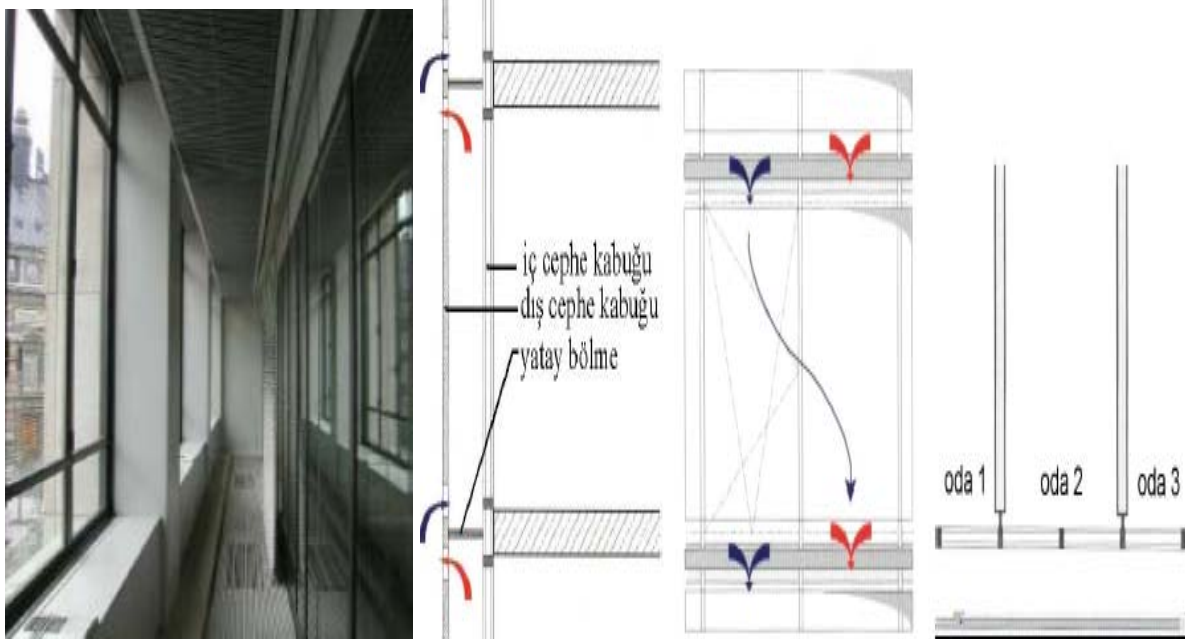 iç cephe kabuğu
dış cephe kabuğu
yatay bölme
oda 1
oda 2
oda 3